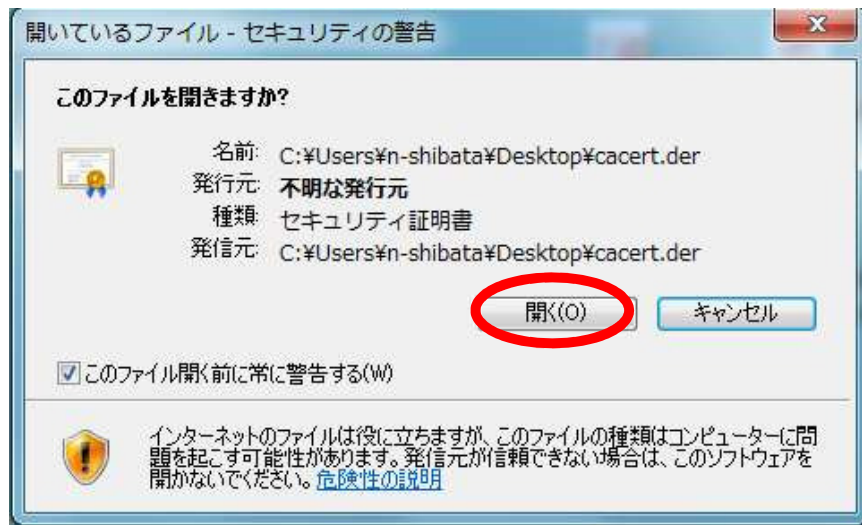 開いているファイル - セキュリティの警告
このファイルを開きますか?
名前: C:¥Users¥n-shibata¥Desktop¥cacert.der
発行元: 不明な発行元
種類: セキュリティ証明書
発信元: C:¥Users¥n-shibata¥Desktop¥cacert.der
開く(O) キャンセル
このファイル開く前に常に警告する(W)
インターネットのファイルは役に立ちますが、このファイルの種類はコンピューターに問
題を起こす可能性があります。発信元が信頼できない場合は、このソフトウェアを
開かないでください。危険性の説明